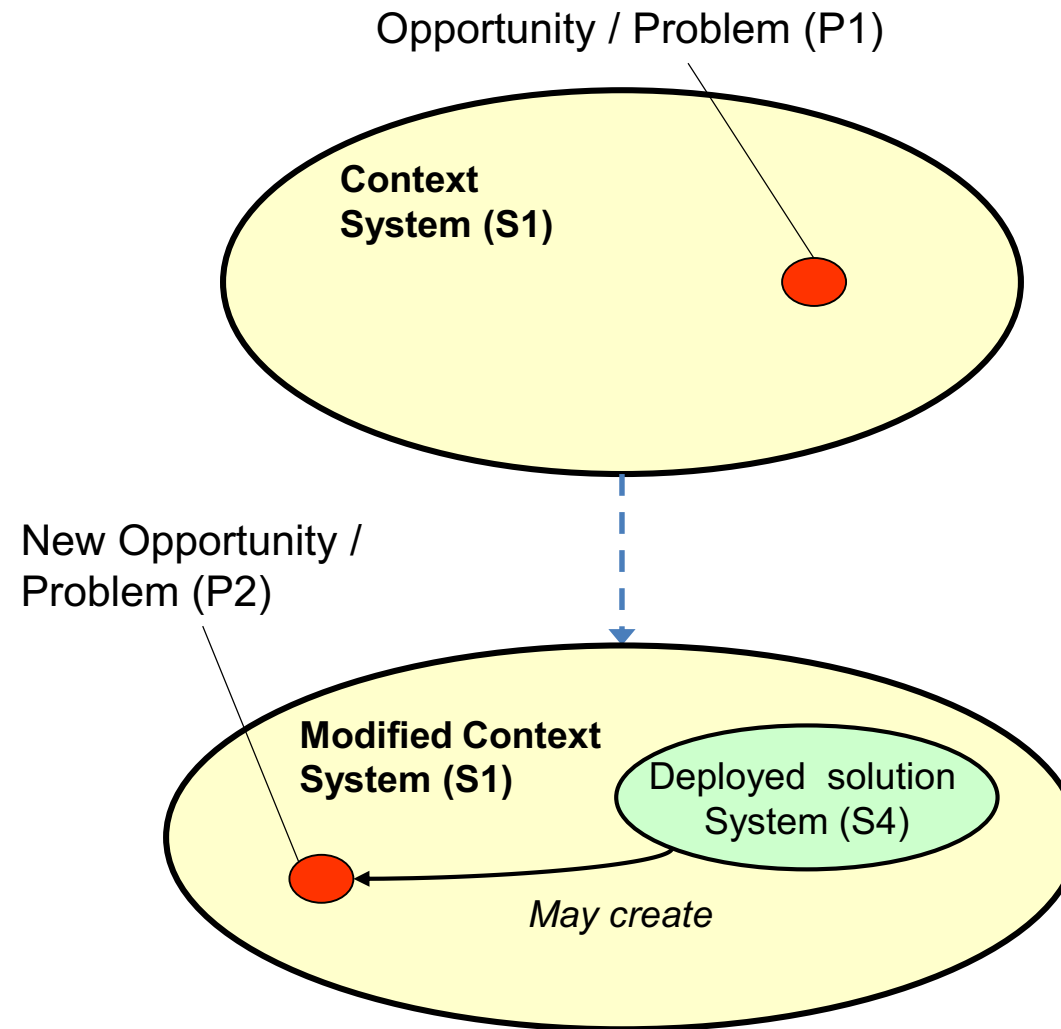 Opportunity / Problem (P1)
Context
System (S1)
New Opportunity /
Problem (P2)
Modified Context
System (S1)
Deployed solution
System (S4)
May create